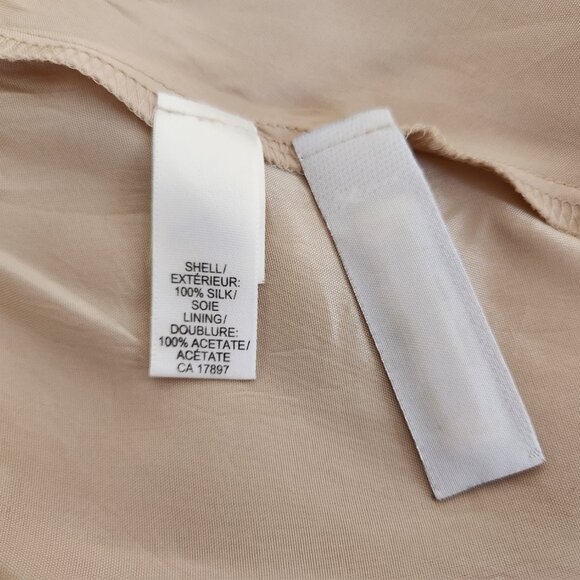 SHELL/
EXTÉRIEUR:
100% SILK/
SOIE
LINING/
DOUBLURE:
100% ACETATE/
ACÉTATE
CA 17897